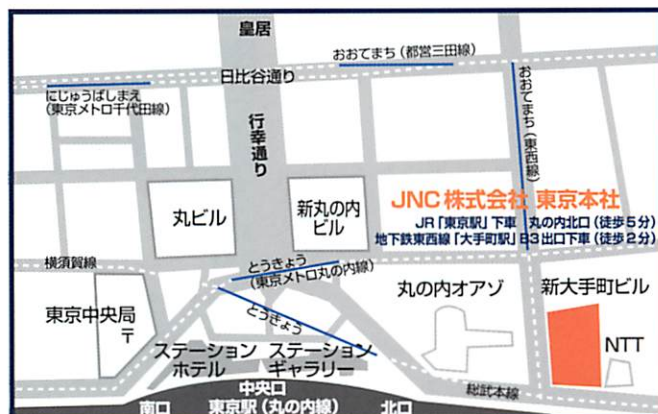 皇居
おおてまち（都営三田線）
日比谷通り
にじゅうばしまえ
（東京メトロ千代田線）
行幸通り
おおてまち（東西線）
丸ビル
新丸の内
ビル
JNC株式会社 東京本社
JR「東京駅」下車 丸の内北口（徒歩5分）
地下鉄東西線「大手町駅」B3出口下車（徒歩2分）
横須賀線
とうきょう
（東京メトロ丸の内線）
東京中央局
〒
とうきょう
丸の内オアゾ
新大手町ビル
NTT
ステーション
ホテル
ステーション
ギャラリー
総武本線
中央口
南口
東京駅（丸の内線）
北口